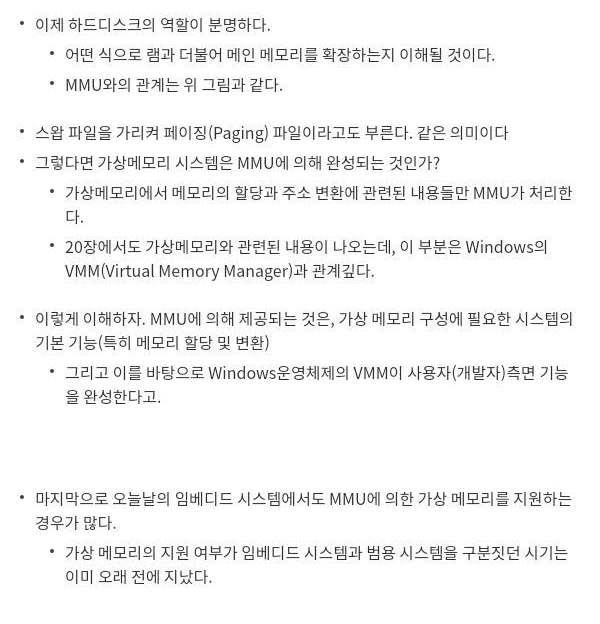 이제 하드디스크의 역할이 분명하다.
어떤 식으로 램과 더불어 메인 메모리를 확장하는지 이해될 것이다.
MMU와의 관계는 위 그림과 같다.
스왑 파일을 가리켜 페이징(Paging) 파일이라고도 부른다. 같은 의미이다
그렇다면 가상메모리 시스템은 MMU에 의해 완성되는 것인가?
가상메모리에서 메모리의 할당과 주소 변환에 관련된 내용들만 MMU가 처리한
다.
20장에서도 가상메모리와 관련된 내용이 나오는데, 이 부분은 Windows의
VMM(Virtual Memory Manager)과 관계깊다.
이렇게 이해하자. MMU에 의해 제공되는 것은, 가상 메모리 구성에 필요한 시스템의
기본 기능(특히 메모리 할당 및 변환)
그리고 이를 바탕으로 Windows운영체제의 VMM이 사용자(개발자)측면 기능
을 완성한다고.
마지막으로 오늘날의 임베디드 시스템에서도 MMU에 의한 가상 메모리를 지원하는
경우가 많다.
가상 메모리의 지원 여부가 임베디드 시스템과 범용 시스템을 구분짓던 시기는
이미 오래 전에 지났다.